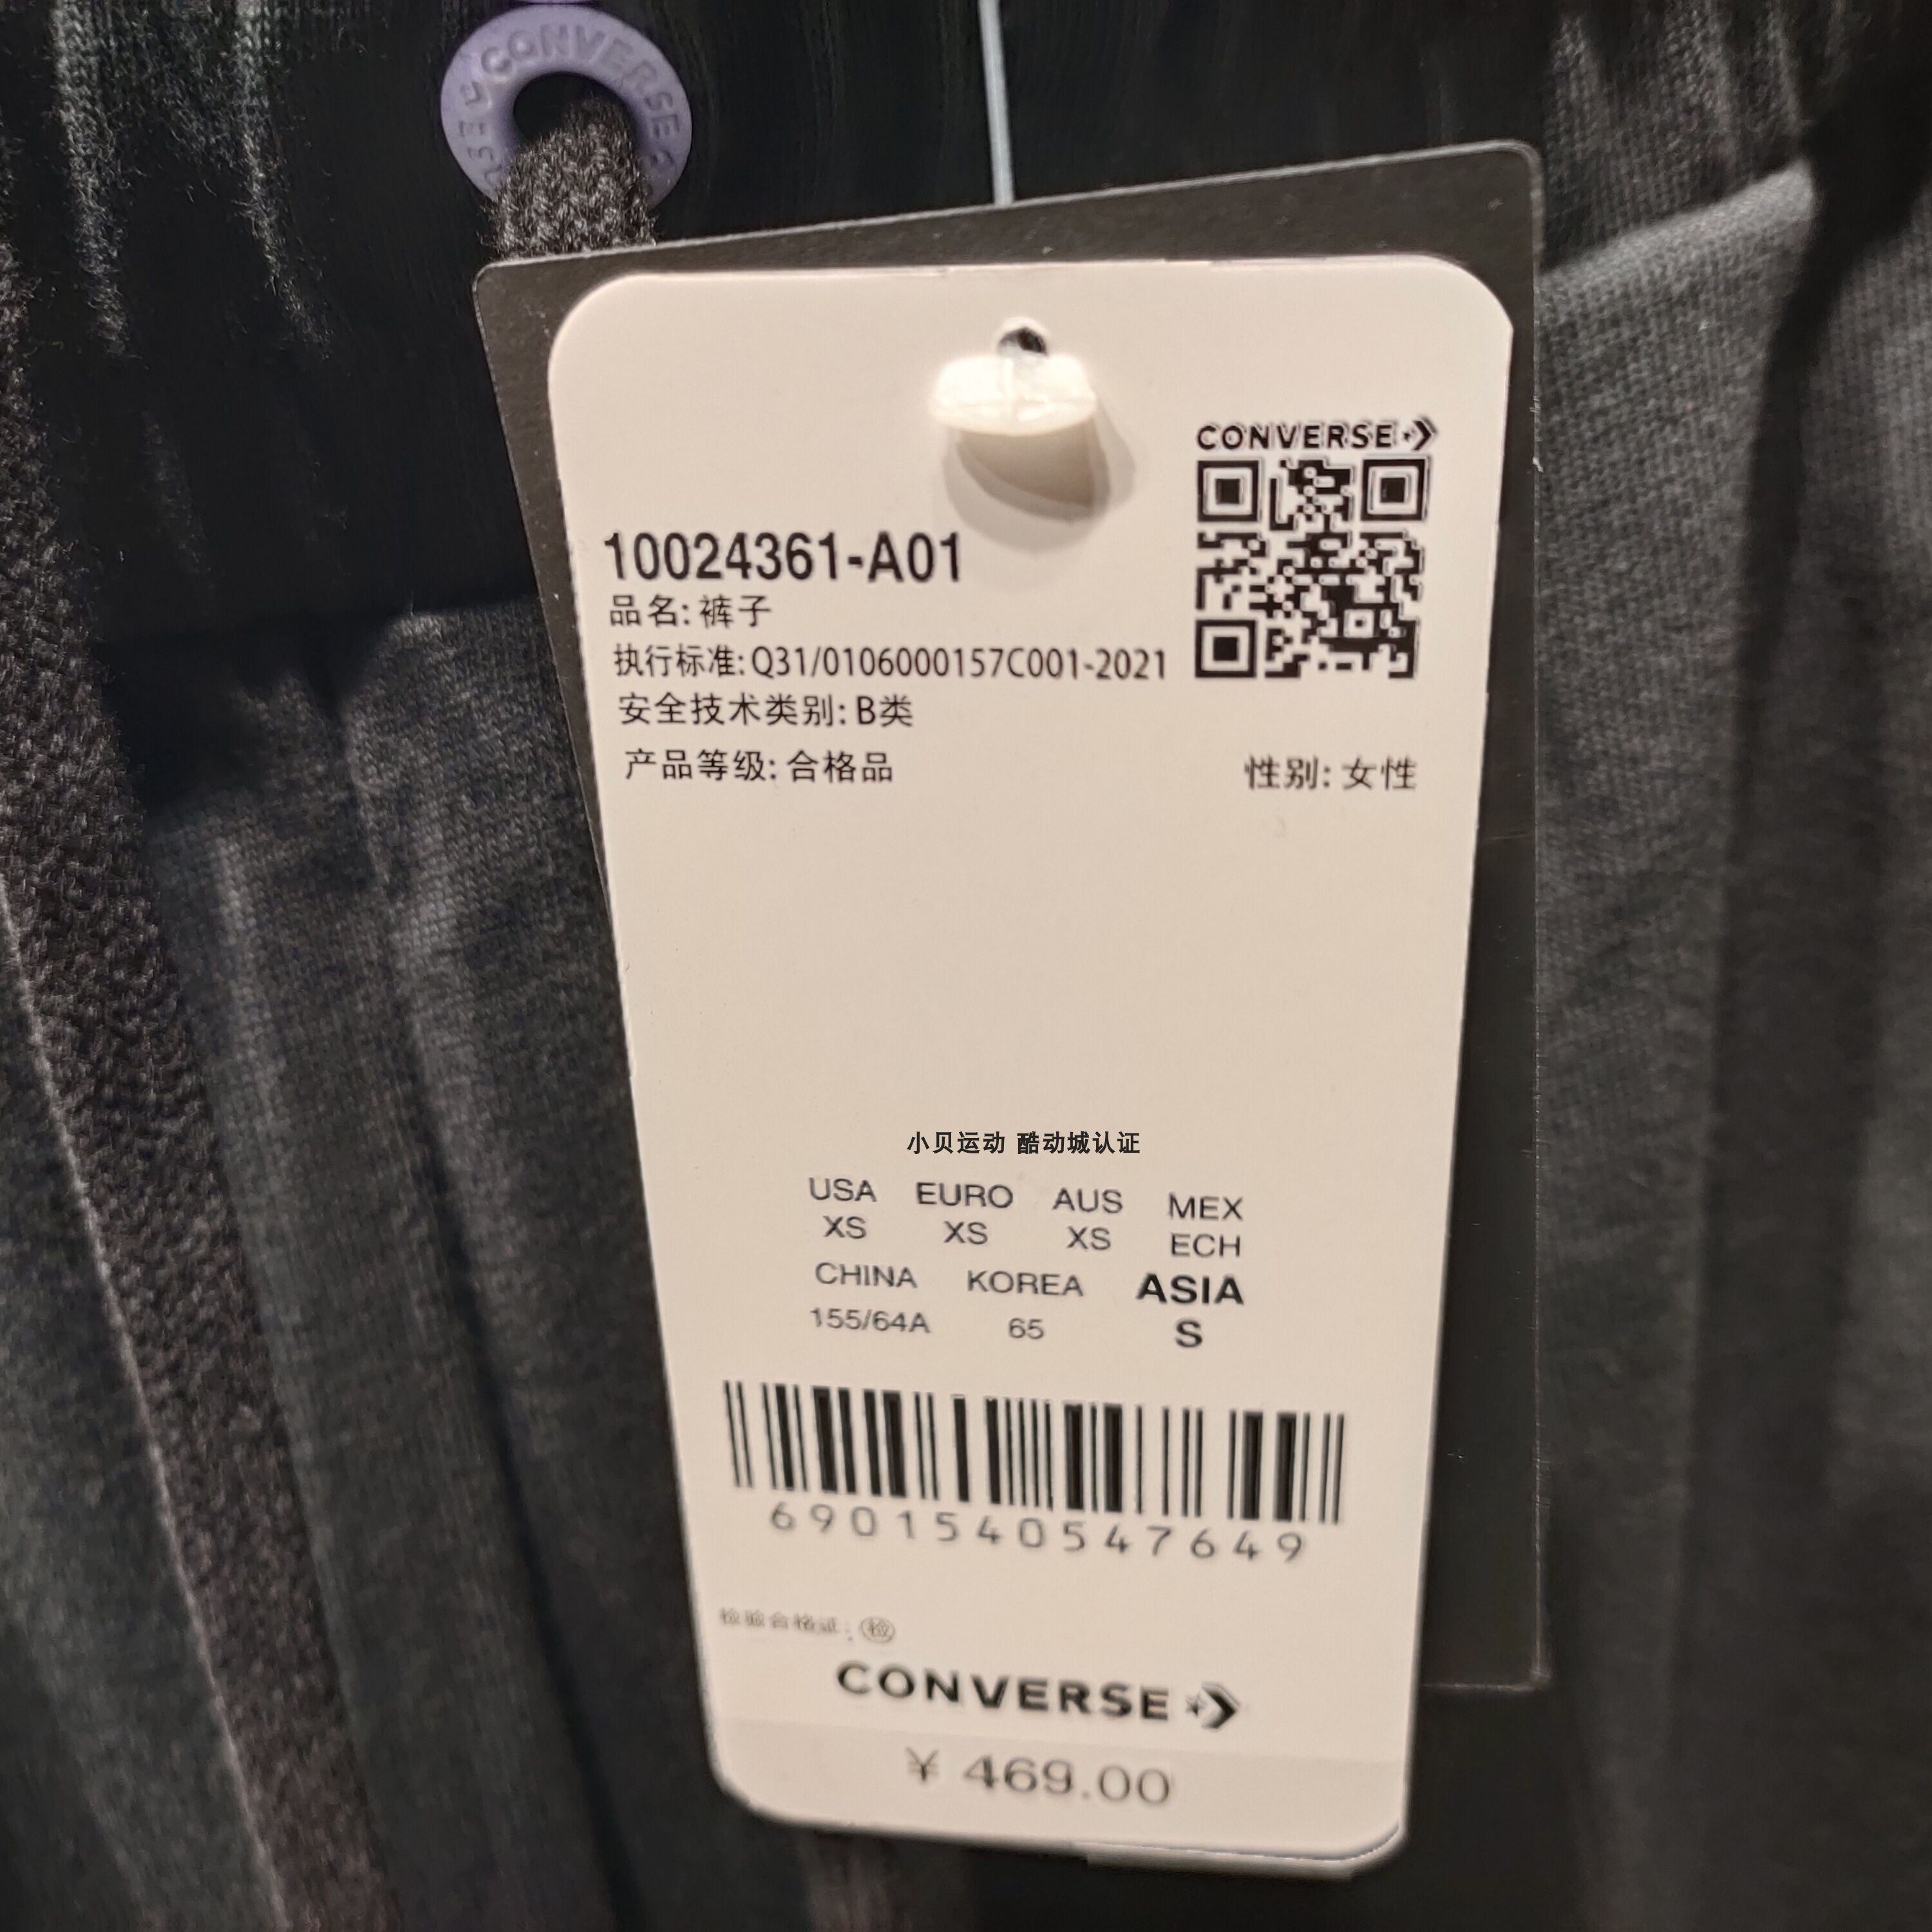 CONVERSE
CONVERSE
10024361-A01
品名: 裤子
执行标准: Q31/0106000157C001-2021
安全技术类别: B类
产品等级: 合格品
性别: 女性
小贝运动 酷动城认证
USA EURO AUS MEX
XS XS XS ECH
CHINA KOREA ASIA
155/64A 65 S
6901540547649
检验合格证: 检
CONVERSE
¥ 469.00